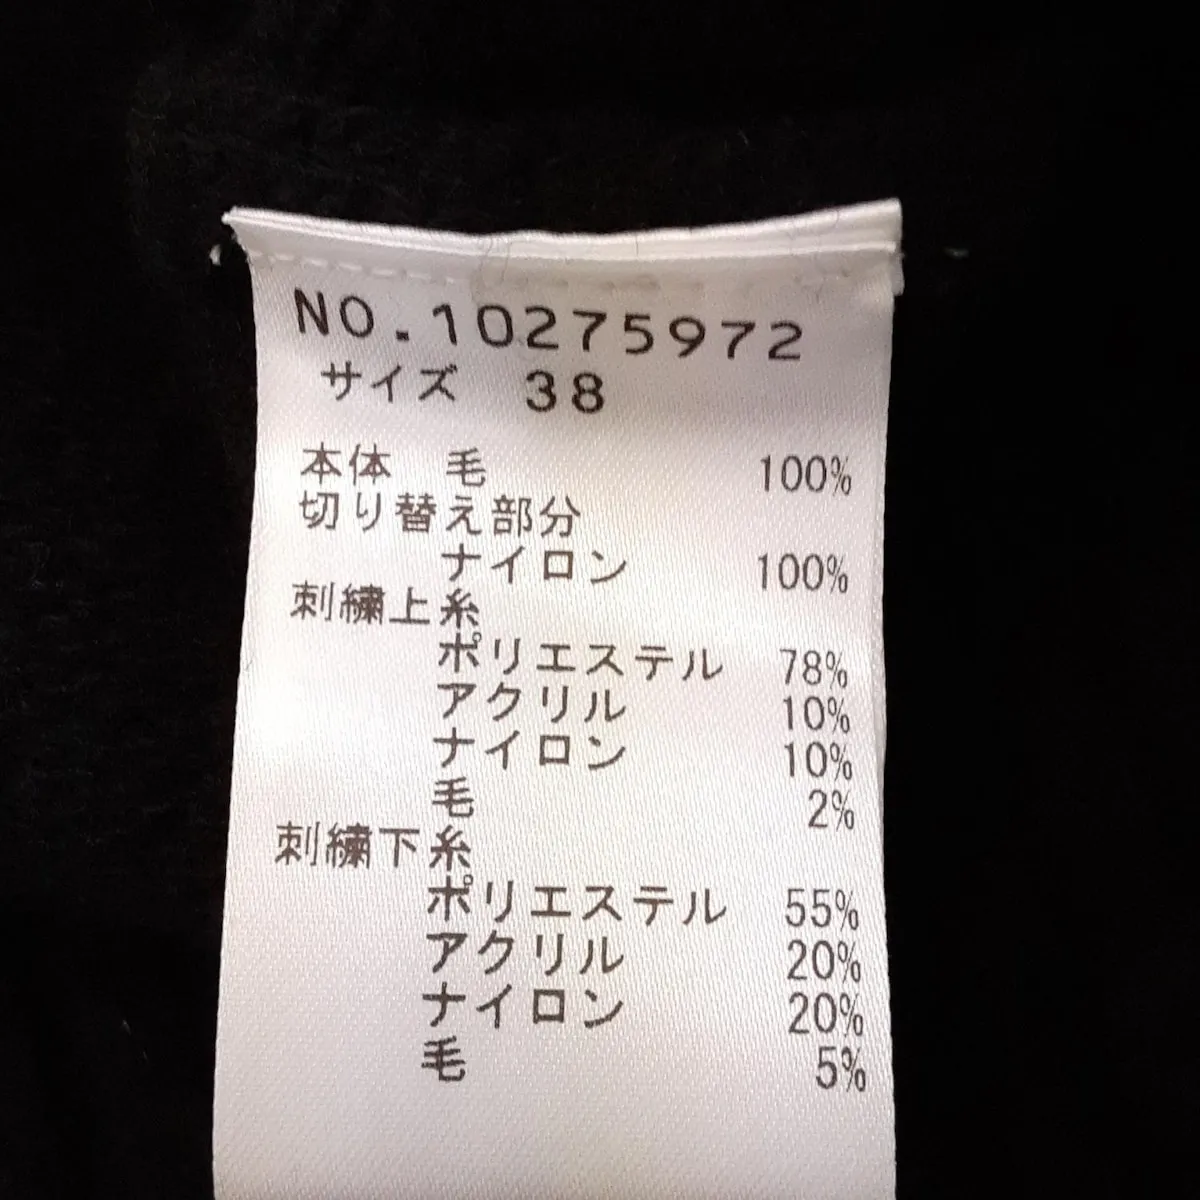 NO.10275972
サイズ 38
本体 毛 100%
切り替え部分
ナイロン 100%
刺繍上糸
ポリエステル 78%
アクリル 10%
ナイロン 10%
毛 2%
刺繍下糸
ポリエステル 55%
アクリル 20%
ナイロン 20%
毛 5%